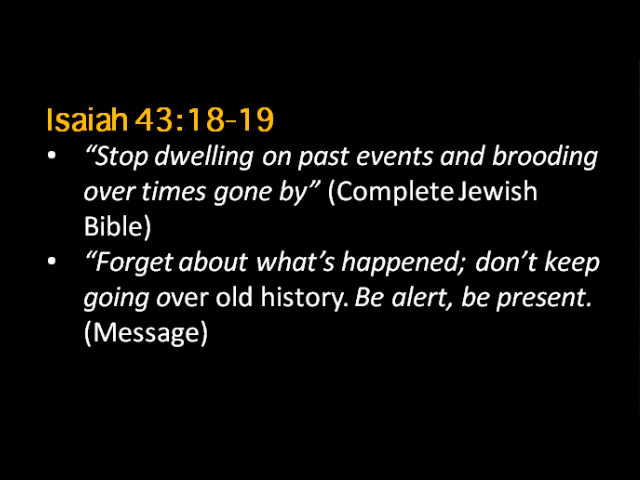 Isaiah 43:18-19
• “Stop dwelling on past events and brooding
over times gone by” (Complete Jewish
Bible)
• “Forget about what’s happened; don’t keep
going over old history. Be alert, be present.
(Message)